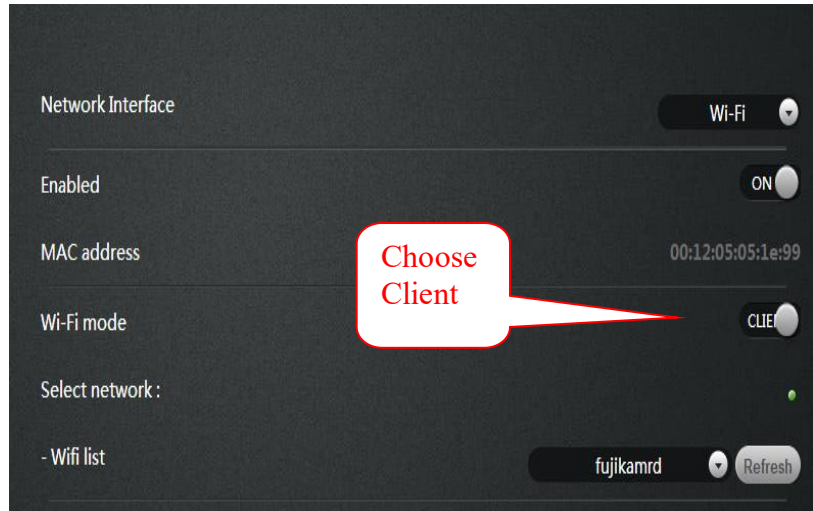 Network Interface Wi-Fi
Enabled ON
MAC address 00:12:05:05:1e:99
Choose
Client
Wi-Fi mode CLIE
Select network :
- Wifi list fujikamrd Refresh